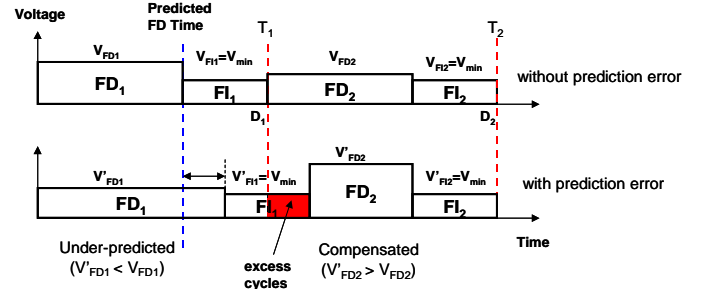 Voltage
Predicted
FD Time
T1
T2
VFD1
VFI1=Vmin
VFD2
VFI2=Vmin
FD1
FI1
FD2
FI2
without prediction error
D1
D2
V'FD1
V'FI1=Vmin
V'FD2
V'FI2=Vmin
FD1
FI1
FD2
FI2
with prediction error
Time
Under-predicted
(V'FD1 < VFD1)
excess
cycles
Compensated
(V'FD2 > VFD2)